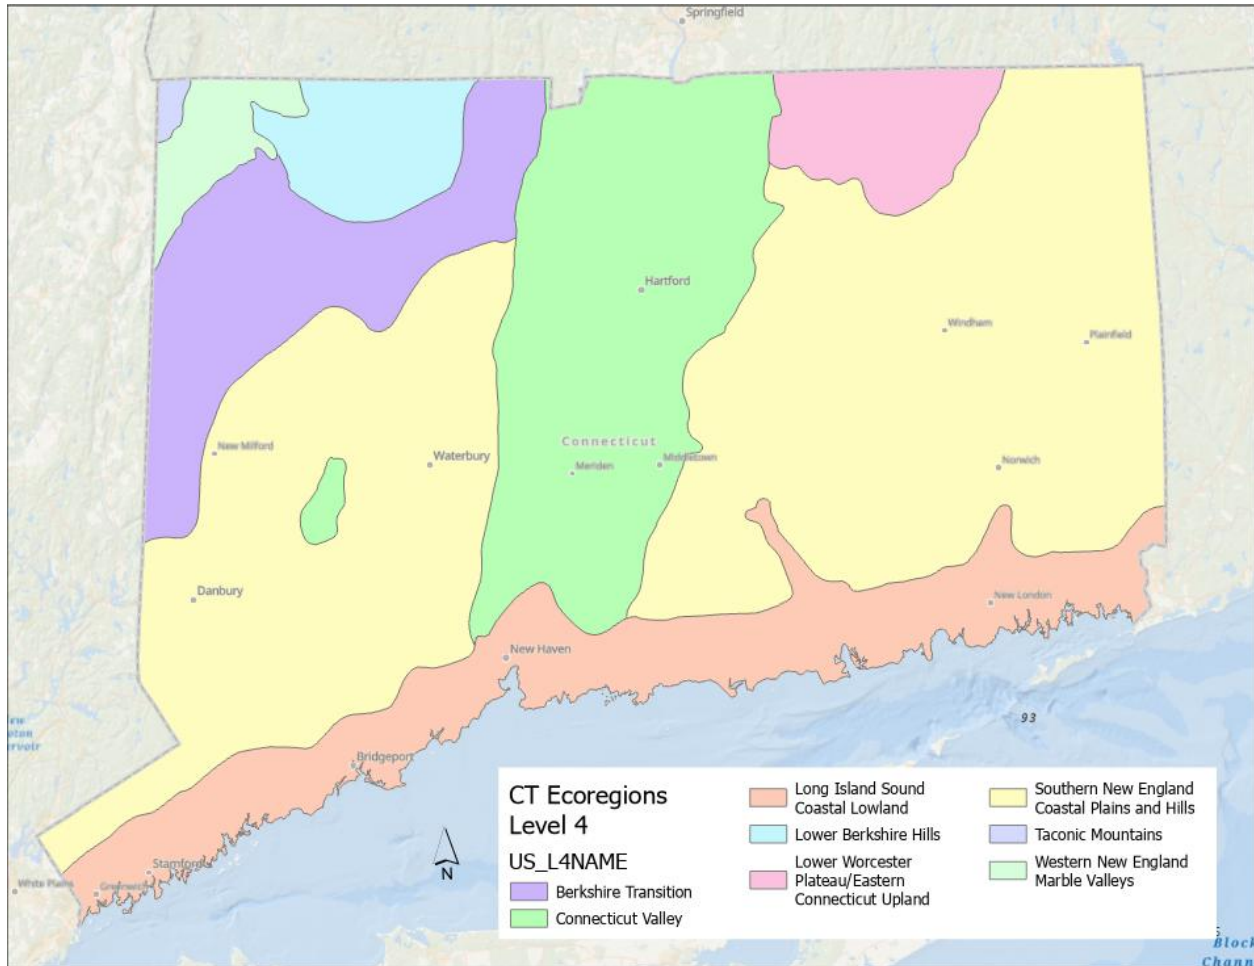 Springfield
Hartford
Windham
Plainfield
Connecticut
New Milford
Waterbury
Meriden
Middletown
Norwich
Danbury
New London
New Haven
93
Bridgeport
Stamford
White Plains
Greenwich
N
CT Ecoregions
Level 4
US_L4NAME
Berkshire Transition
Connecticut Valley
Long Island Sound
Coastal Lowland
Lower Berkshire Hills
Lower Worcester
Plateau/Eastern
Connecticut Upland
Southern New England
Coastal Plains and Hills
Taconic Mountains
Western New England
Marble Valleys
Block
Chann